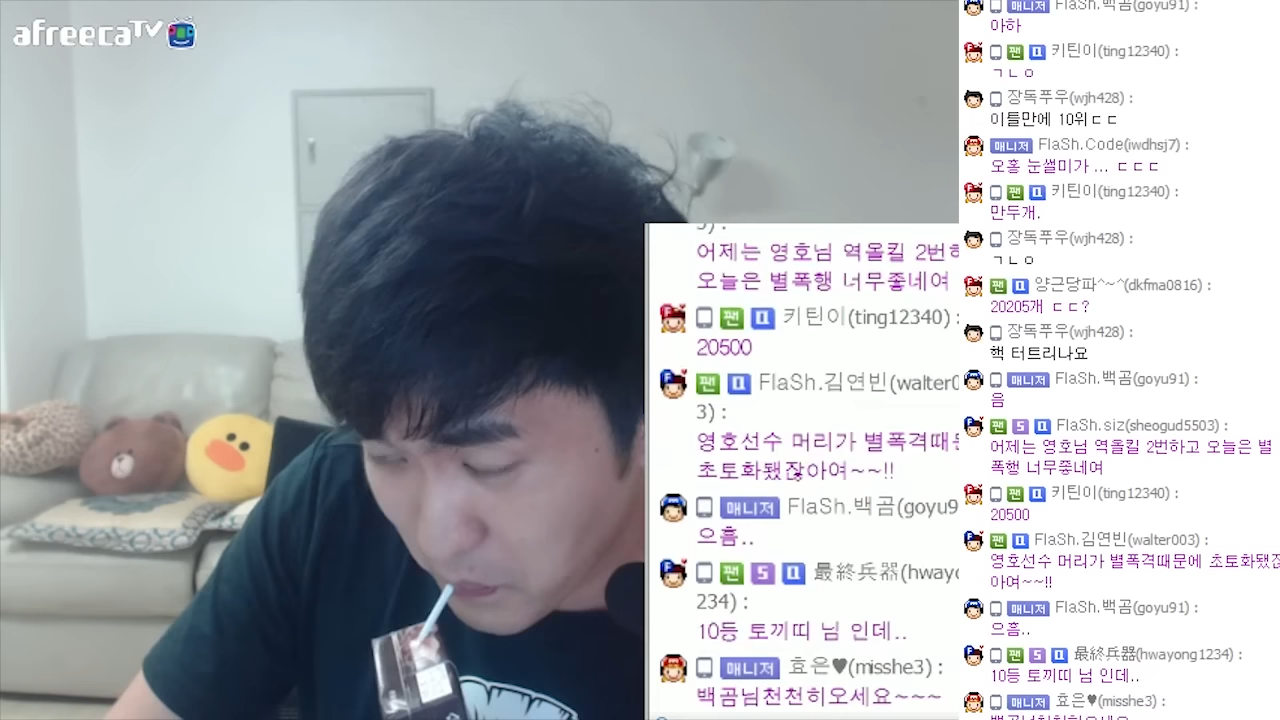 afreecaTV
어제는 영호님 역올킬 2번하
오늘은 별폭행 너무좋네여
팬 키틴이(ting12340) :
20500
팬 FlaSh.김연빈(walter0
3) :
영호선수 머리가 별폭격때문
초토화됐잖아여~~!!
매니저 FlaSh.백곰(goyu9
으흠..
팬 S 最終兵器(hwayo
234) :
10등 토끼띠 님 인데..
매니저 효은♥(misshe3) :
백곰님천천히오세요~~~
매니저 FlaSh.백곰(goyu91) :
아하
팬 키틴이(ting12340) :
ㄱㄴㅇ
장독푸우(wjh428) :
이틀만에 10위ㄷㄷ
매니저 FlaSh.Code(iwdhsj7) :
오홍 눈썰미가 ... ㄷㄷㄷ
팬 키틴이(ting12340) :
만두개.
장독푸우(wjh428) :
ㄱㄴㅇ
팬 양근당파^~^(dkfma0816) :
20205개 ㄷㄷ?
장독푸우(wjh428) :
핵 터트리나요
매니저 FlaSh.백곰(goyu91) :
음
팬 S FlaSh.siz(sheogud5503) :
어제는 영호님 역올킬 2번하고 오늘은 별
폭행 너무좋네여
팬 키틴이(ting12340) :
20500
팬 FlaSh.김연빈(walter003) :
영호선수 머리가 별폭격때문에 초토화됐잖
아여~~!!
매니저 FlaSh.백곰(goyu91) :
으흠..
팬 S 最終兵器(hwayong1234) :
10등 토끼띠 님 인데..
매니저 효은♥(misshe3) :
백곰님천천히오세요~~~